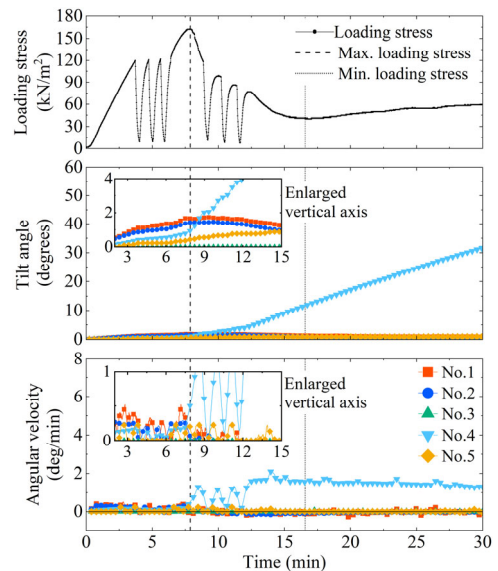 180
150
120
90
60
30
0
Loading stress
(kN/m²)
Loading stress
Max. loading stress
Min. loading stress
60
50
40
30
20
10
0
Tilt angle
(degrees)
4
2
0
3 6 9 12 15
Enlarged
vertical axis
8
6
4
2
0
-2
Angular velocity
(deg/min)
1
0
3 6 9 12 15
Enlarged
vertical axis
No.1
No.2
No.3
No.4
No.5
0 5 10 15 20 25 30
Time (min)